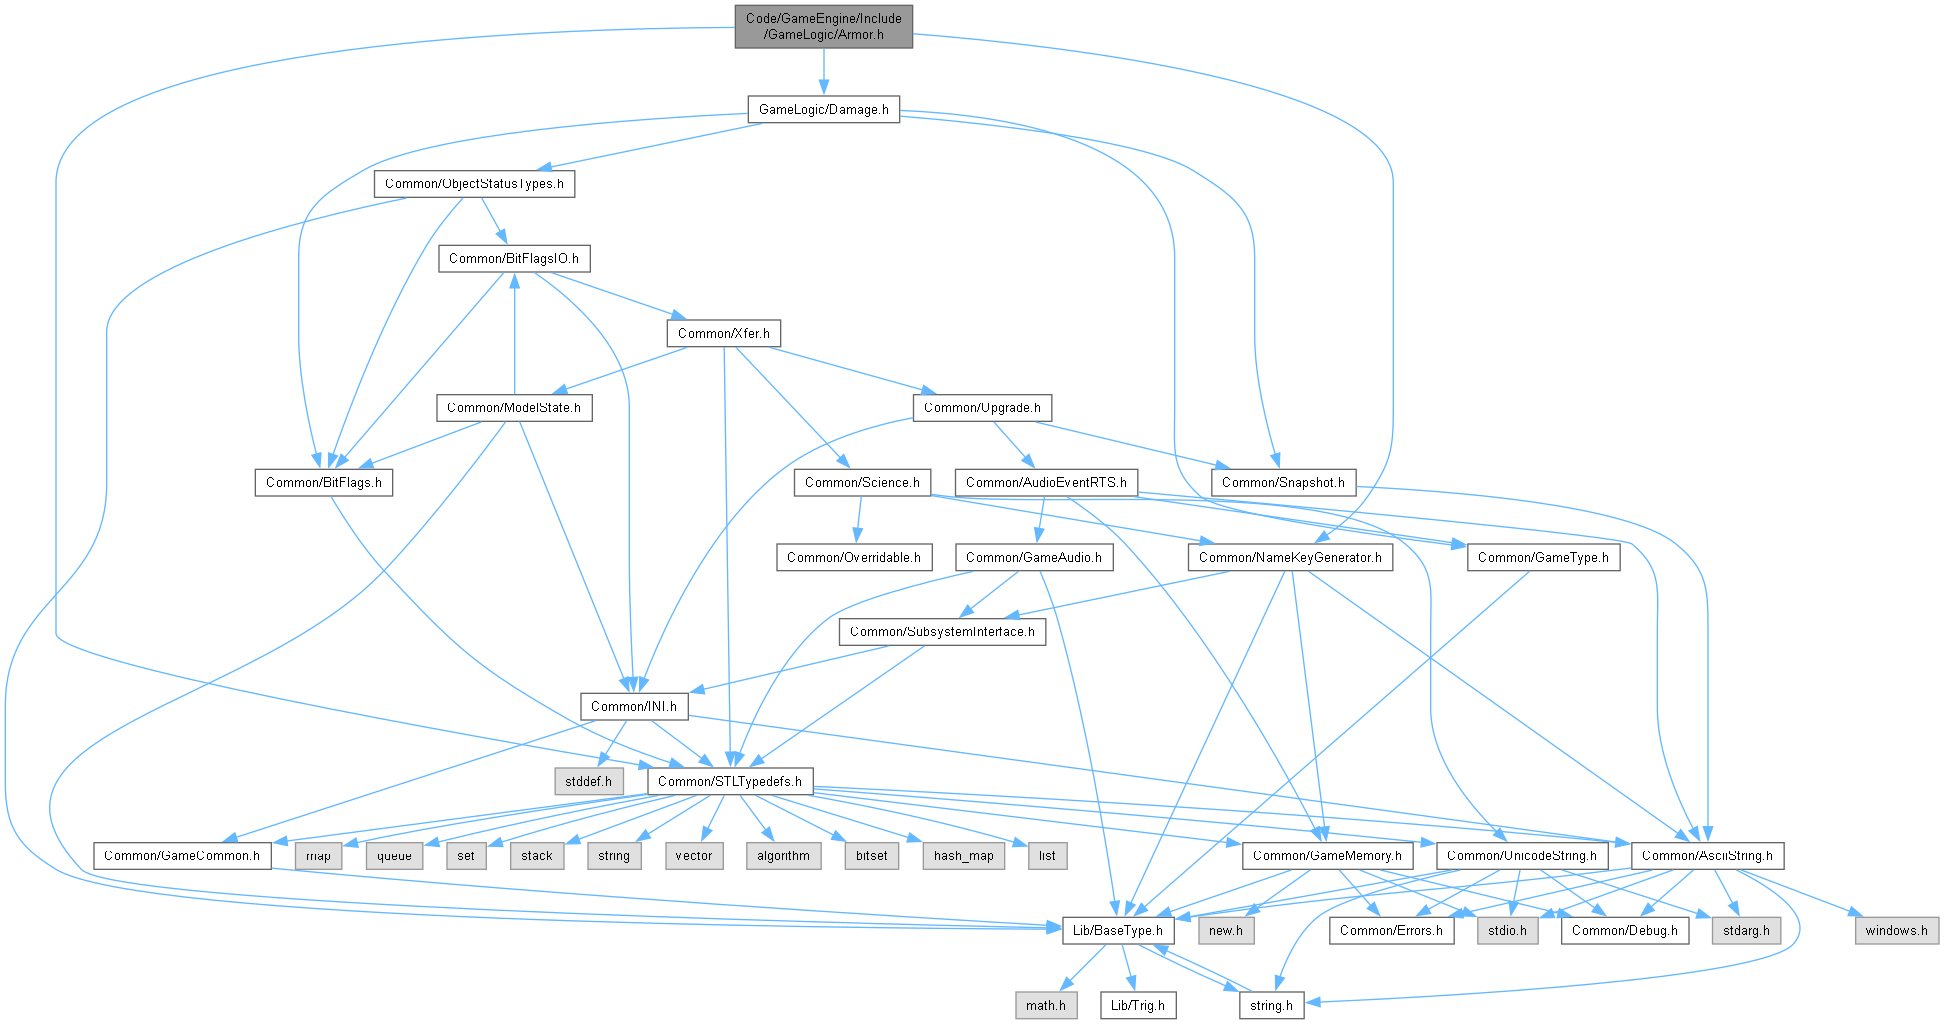 Code/GameEngine/Include
/GameLogic/Armor.h
GameLogic/Damage.h
Common/ObjectStatusTypes.h
Common/BitFlagsIO.h
Common/Xfer.h
Common/ModelState.h
Common/Upgrade.h
Common/BitFlags.h
Common/Science.h
Common/AudioEventRTS.h
Common/Snapshot.h
Common/Overridable.h
Common/GameAudio.h
Common/NameKeyGenerator.h
Common/GameType.h
Common/SubsystemInterface.h
Common/INI.h
stddef.h
Common/STLTypedefs.h
Common/GameCommon.h
map
queue
set
stack
string
vector
algorithm
bitset
hash_map
list
Common/GameMemory.h
Common/UnicodeString.h
Common/AsciiString.h
Lib/BaseType.h
new.h
Common/Errors.h
stdio.h
Common/Debug.h
stdarg.h
windows.h
math.h
Lib/Trig.h
string.h